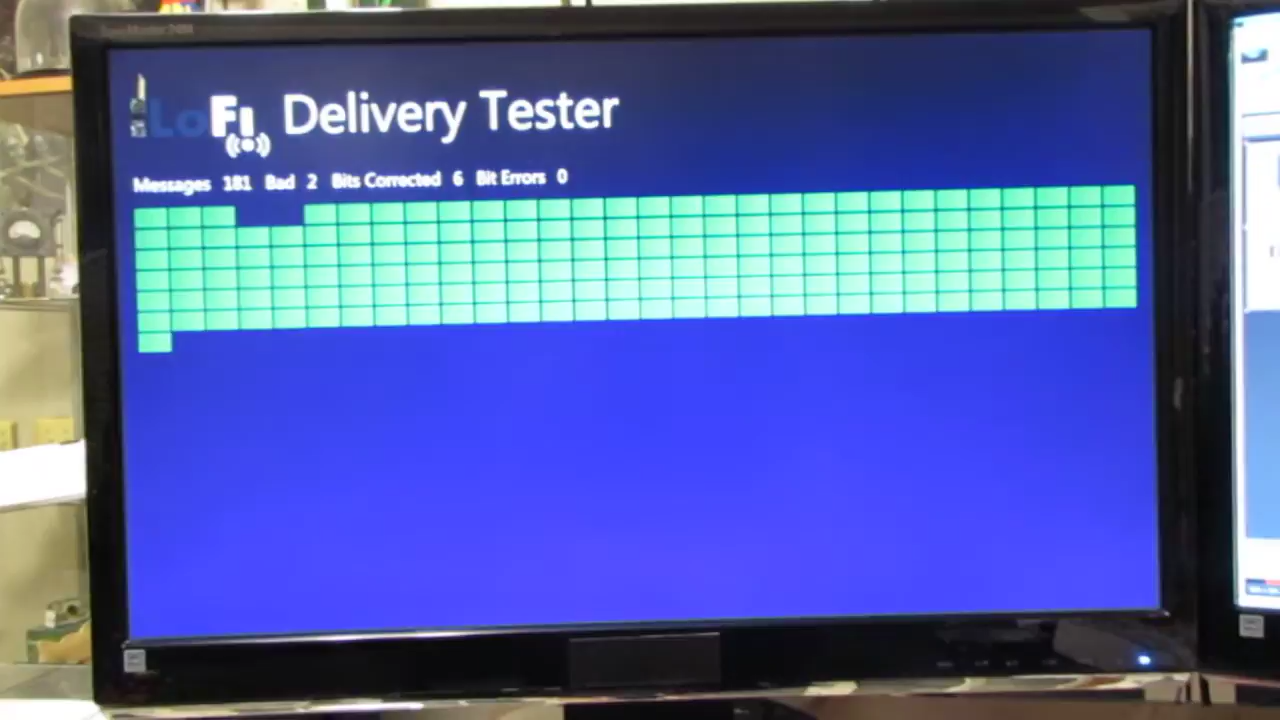 LoFi Delivery Tester
Messages 181 Bad 2 Bits Corrected 6 Bit Errors 0